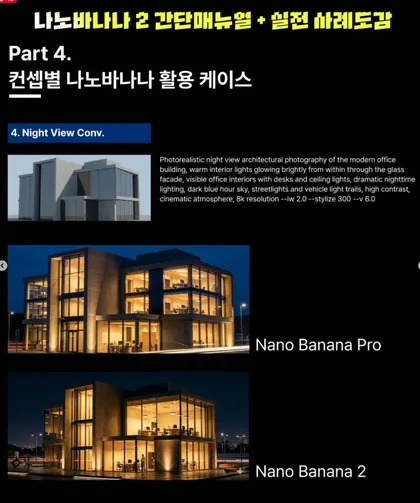 나노바나나 2 간단매뉴얼 + 실전 사례도감
Part 4.
컨셉별 나노바나나 활용 케이스
4. Night View Conv.
Photorealistic night view architectural photography of the modern office
building, warm interior lights glowing brightly from within through the glass
facade, visible office interiors with desks and ceiling lights, dramatic nighttime
lighting, dark blue hour sky, streetlights and vehicle light trails, high contrast,
cinematic atmosphere, 8k resolution --iw 2.0 --stylize 300 --v 6.0
Nano Banana Pro
Nano Banana 2